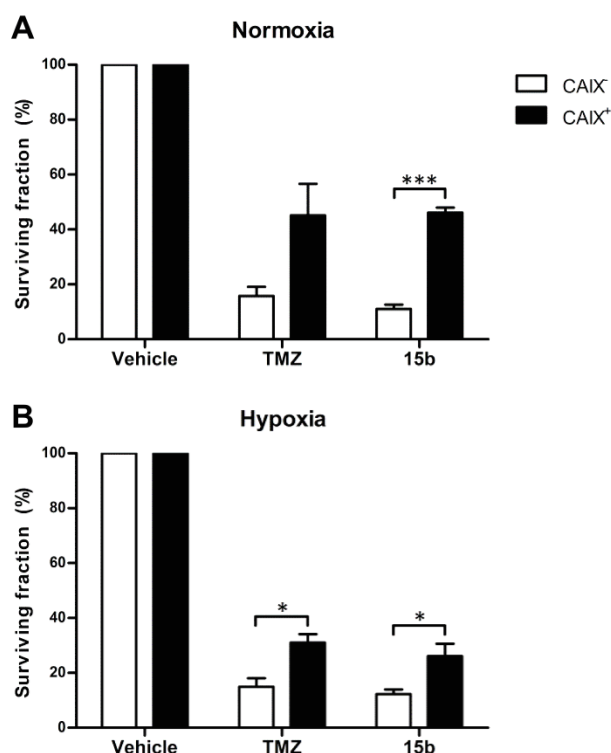 A
Normoxia
CAIX⁻
CAIX⁺
Surviving fraction (%)
100
80
60
40
20
0
***
Vehicle TMZ 15b
B
Hypoxia
Surviving fraction (%)
100
80
60
40
20
0
* *
Vehicle TMZ 15b